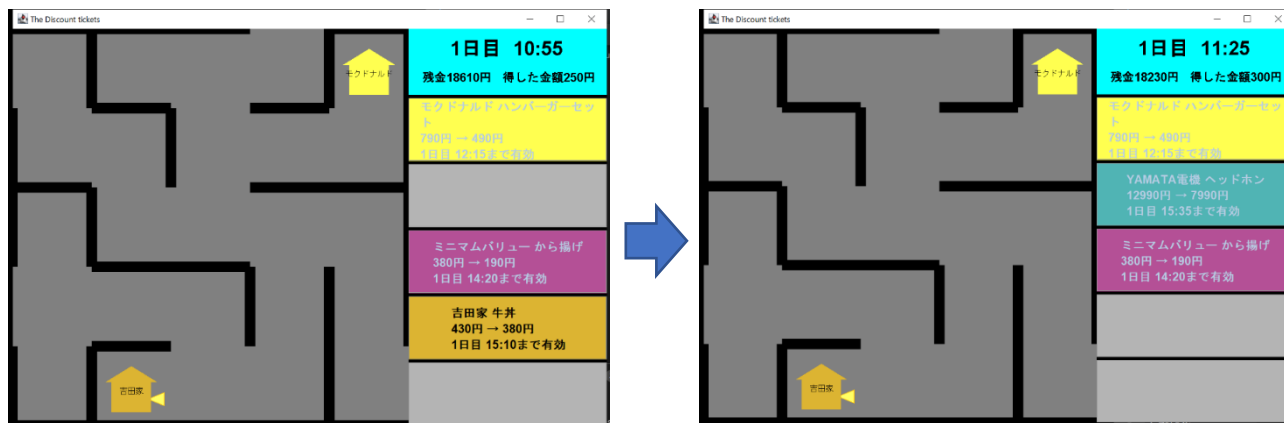 The Discount tickets
モクドナルド
1日目 10:55
残金18610円 得した金額250円
モクドナルド ハンバーガーセッ
ト
790円 → 490円
1日目 12:15まで有効
ミニマムバリュー から揚げ
380円 → 190円
1日目 14:20まで有効
吉田家 牛丼
430円 → 380円
1日目 15:10まで有効
吉田家
The Discount tickets
モクドナルド
1日目 11:25
残金18230円 得した金額300円
モクドナルド ハンバーガーセッ
ト
790円 → 490円
1日目 12:15まで有効
YAMATA電機 ヘッドホン
12990円 → 7990円
1日目 15:35まで有効
ミニマムバリュー から揚げ
380円 → 190円
1日目 14:20まで有効
吉田家